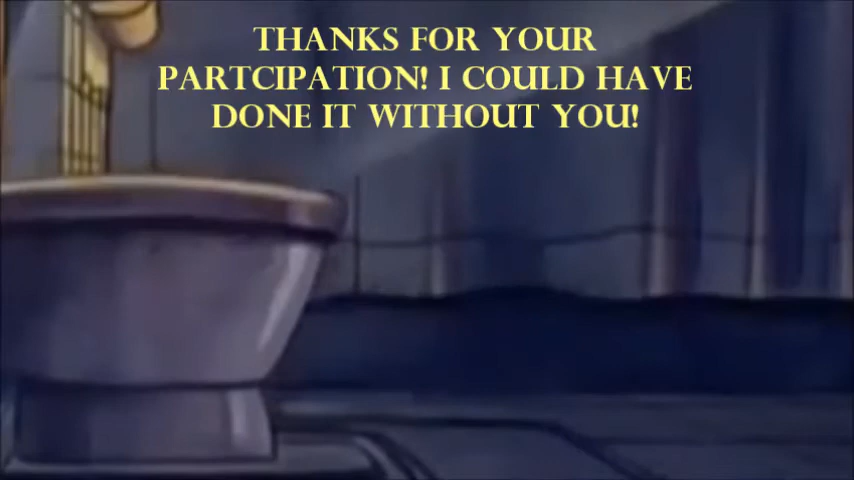 THANKS FOR YOUR
PARTCIPATION! I COULD HAVE
DONE IT WITHOUT YOU!